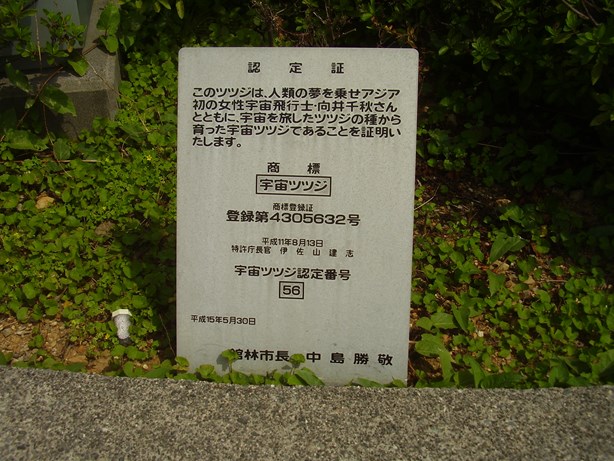 認定証
このツツジは、人類の夢を乗せアジア
初の女性宇宙飛行士・向井千秋さん
とともに、宇宙を旅したツツジの種から
育った宇宙ツツジであることを証明い
たします。
商標
宇宙ツツジ
商標登録証
登録第4305632号
平成11年8月13日
特許庁長官 伊佐山建志
宇宙ツツジ認定番号
56
平成15年5月30日
館林市長 中島勝敬